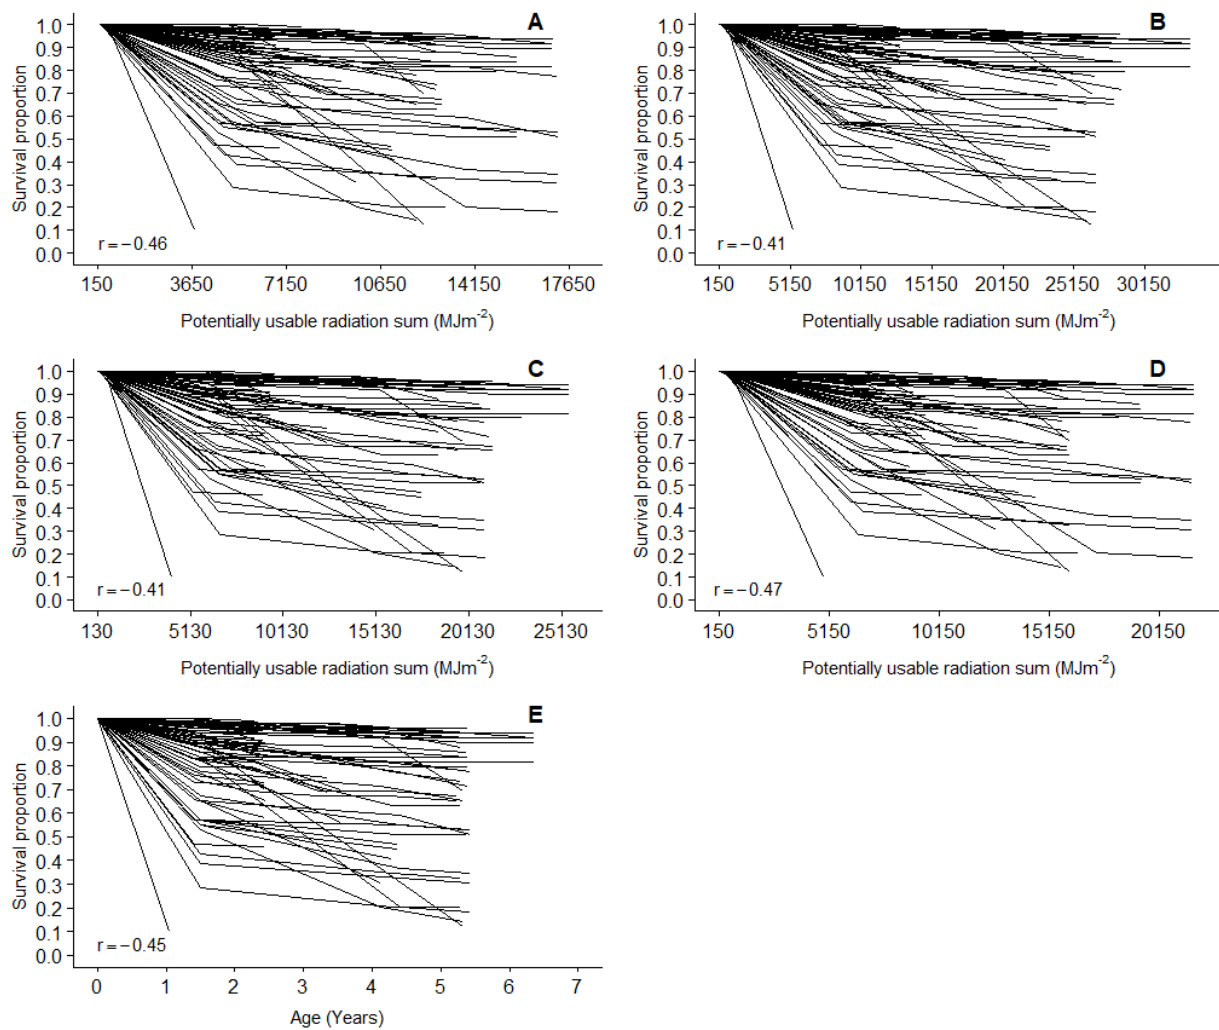 A
Survival proportion
1.0
0.9
0.8
0.7
0.6
0.5
0.4
0.3
0.2
0.1
0.0
r = −0.46
150 3650 7150 10650 14150 17650
Potentially usable radiation sum (MJm⁻²)
B
Survival proportion
1.0
0.9
0.8
0.7
0.6
0.5
0.4
0.3
0.2
0.1
0.0
r = −0.41
150 5150 10150 15150 20150 25150 30150
Potentially usable radiation sum (MJm⁻²)
C
Survival proportion
1.0
0.9
0.8
0.7
0.6
0.5
0.4
0.3
0.2
0.1
0.0
r = −0.41
130 5130 10130 15130 20130 25130
Potentially usable radiation sum (MJm⁻²)
D
Survival proportion
1.0
0.9
0.8
0.7
0.6
0.5
0.4
0.3
0.2
0.1
0.0
r = −0.47
150 5150 10150 15150 20150
Potentially usable radiation sum (MJm⁻²)
E
Survival proportion
1.0
0.9
0.8
0.7
0.6
0.5
0.4
0.3
0.2
0.1
0.0
r = −0.45
0 1 2 3 4 5 6 7
Age (Years)